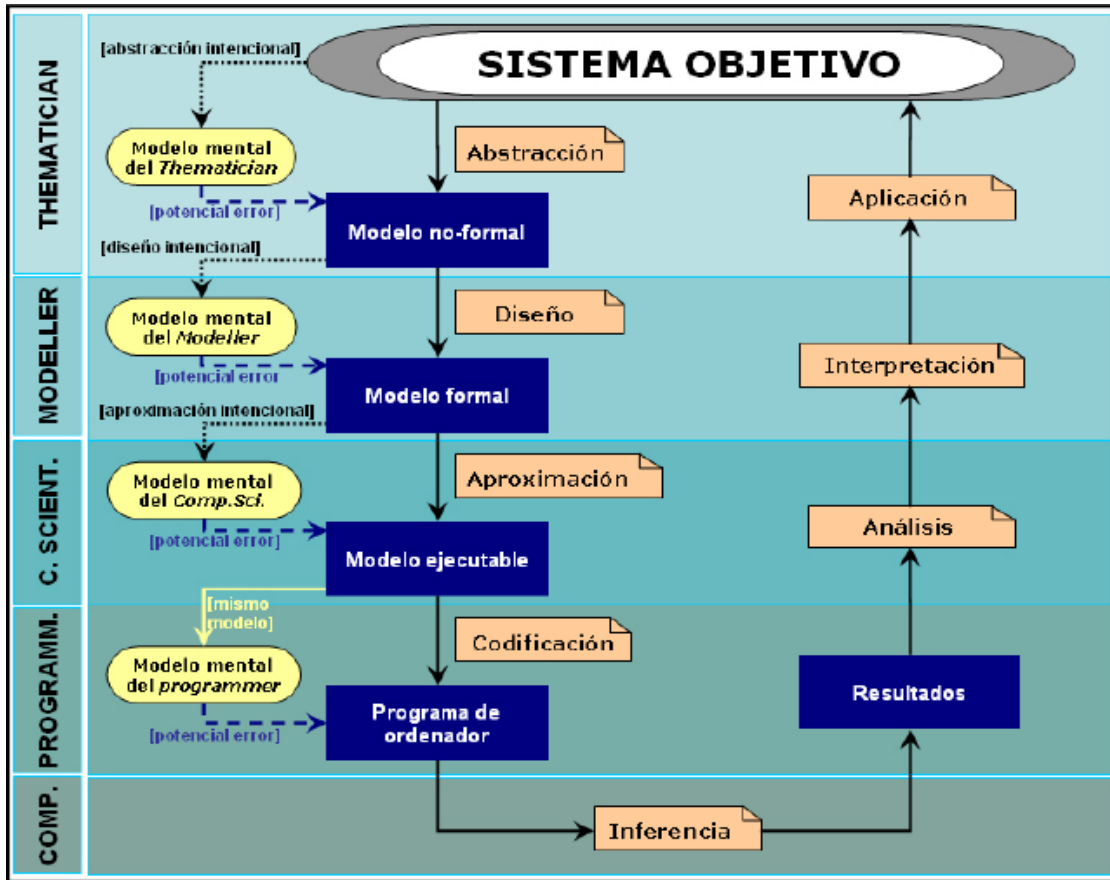 SISTEMA OBJETIVO
THEMATICIAN
[abstracción intencional]
Modelo mental
del Thematician
[potencial error]
Abstracción
Modelo no-formal
Aplicación
[diseño intencional]
MODELLER
Modelo mental
del Modeller
[potencial error
Diseño
Modelo formal
Interpretación
[aproximación intencional]
C. SCIENT.
Modelo mental
del Comp.Sci.
[potencial error]
Aproximación
Modelo ejecutable
Análisis
[mismo
modelo]
PROGRAMM.
Modelo mental
del programmer
[potencial error]
Codificación
Programa de
ordenador
Resultados
COMP.
Inferencia